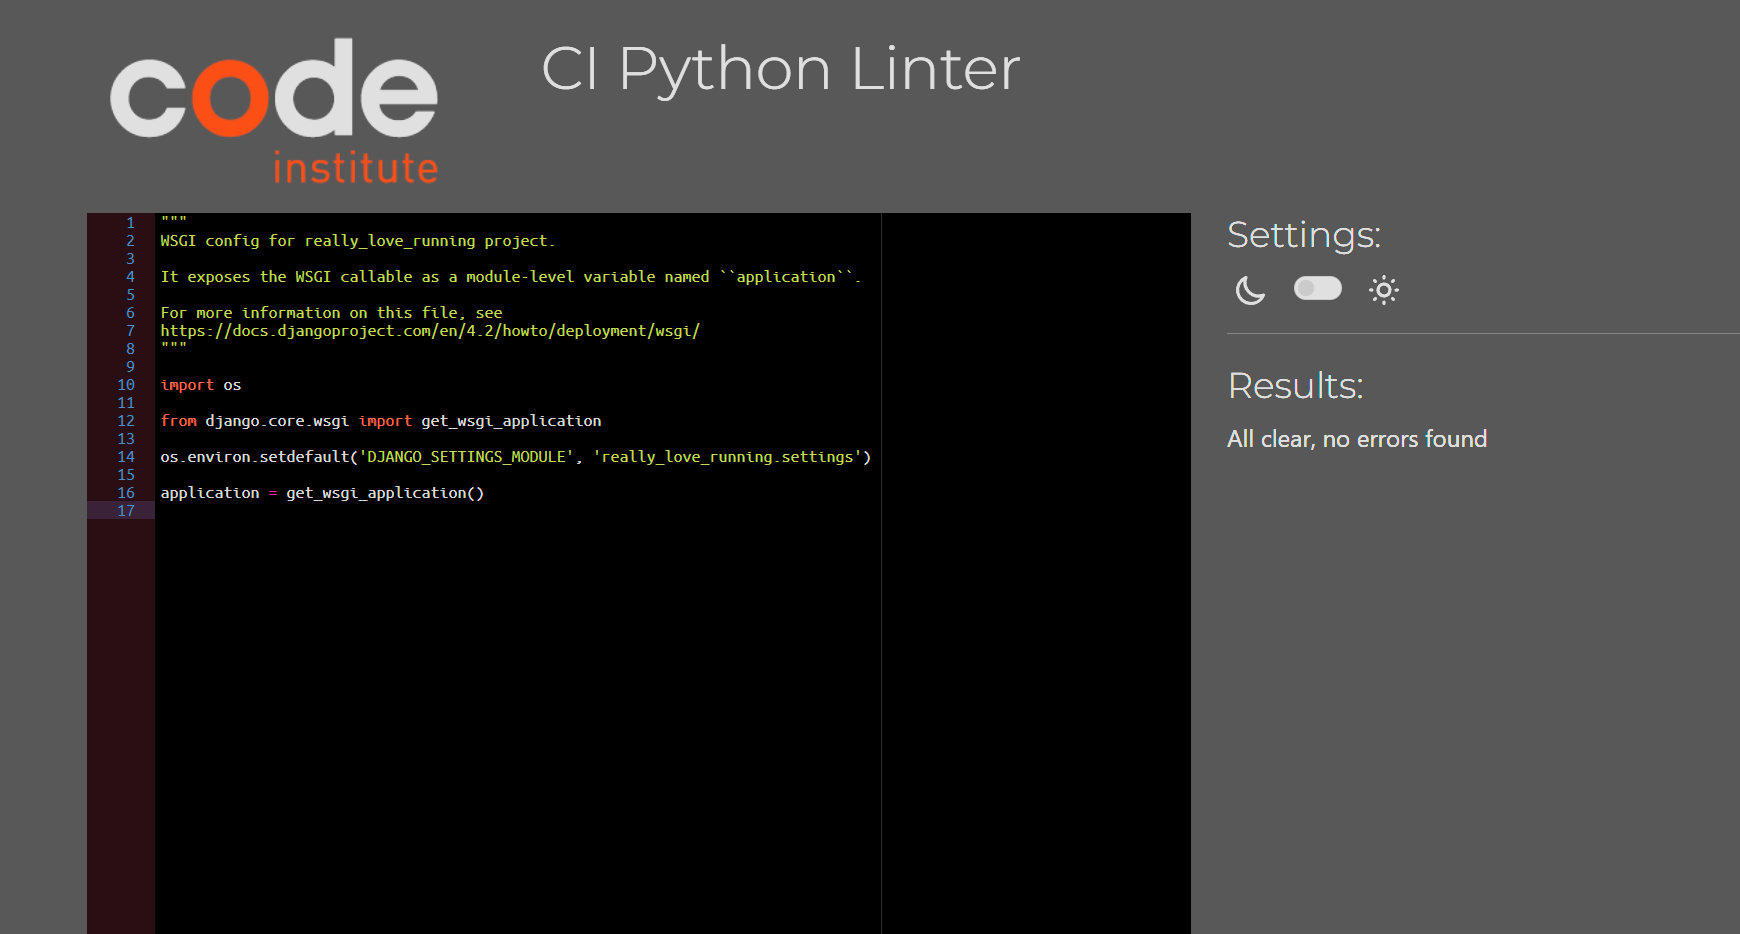 code
institute
CI Python Linter
1 """
2 WSGI config for really_love_running project.
3
4 It exposes the WSGI callable as a module-level variable named ``application``.
5
6 For more information on this file, see
7 https://docs.djangoproject.com/en/4.2/howto/deployment/wsgi/
8 """
9
10 import os
11
12 from django.core.wsgi import get_wsgi_application
13
14 os.environ.setdefault('DJANGO_SETTINGS_MODULE', 'really_love_running.settings')
15
16 application = get_wsgi_application()
17
Settings:
Results:
All clear, no errors found